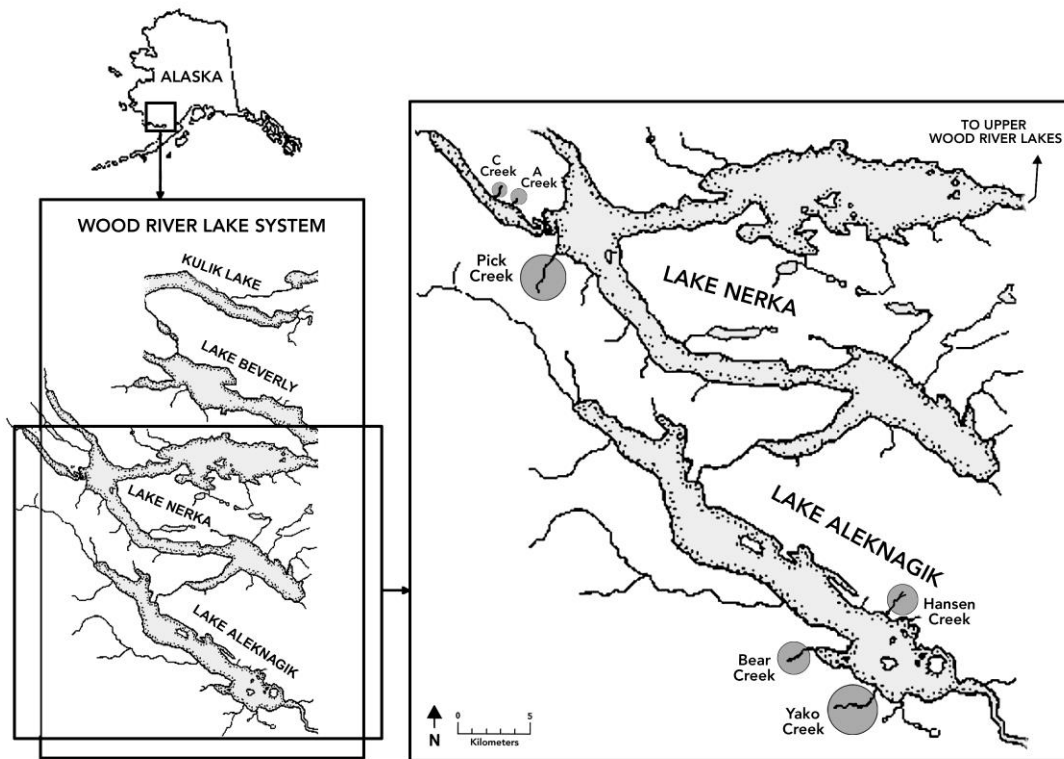 ALASKA
WOOD RIVER LAKE SYSTEM
KULIK LAKE
LAKE BEVERLY
LAKE NERKA
LAKE ALEKNAGIK
TO UPPER
WOOD RIVER LAKES
C
Creek
A
Creek
Pick
Creek
LAKE NERKA
LAKE ALEKNAGIK
Hansen
Creek
Bear
Creek
Yako
Creek
N
0 5
Kilometers